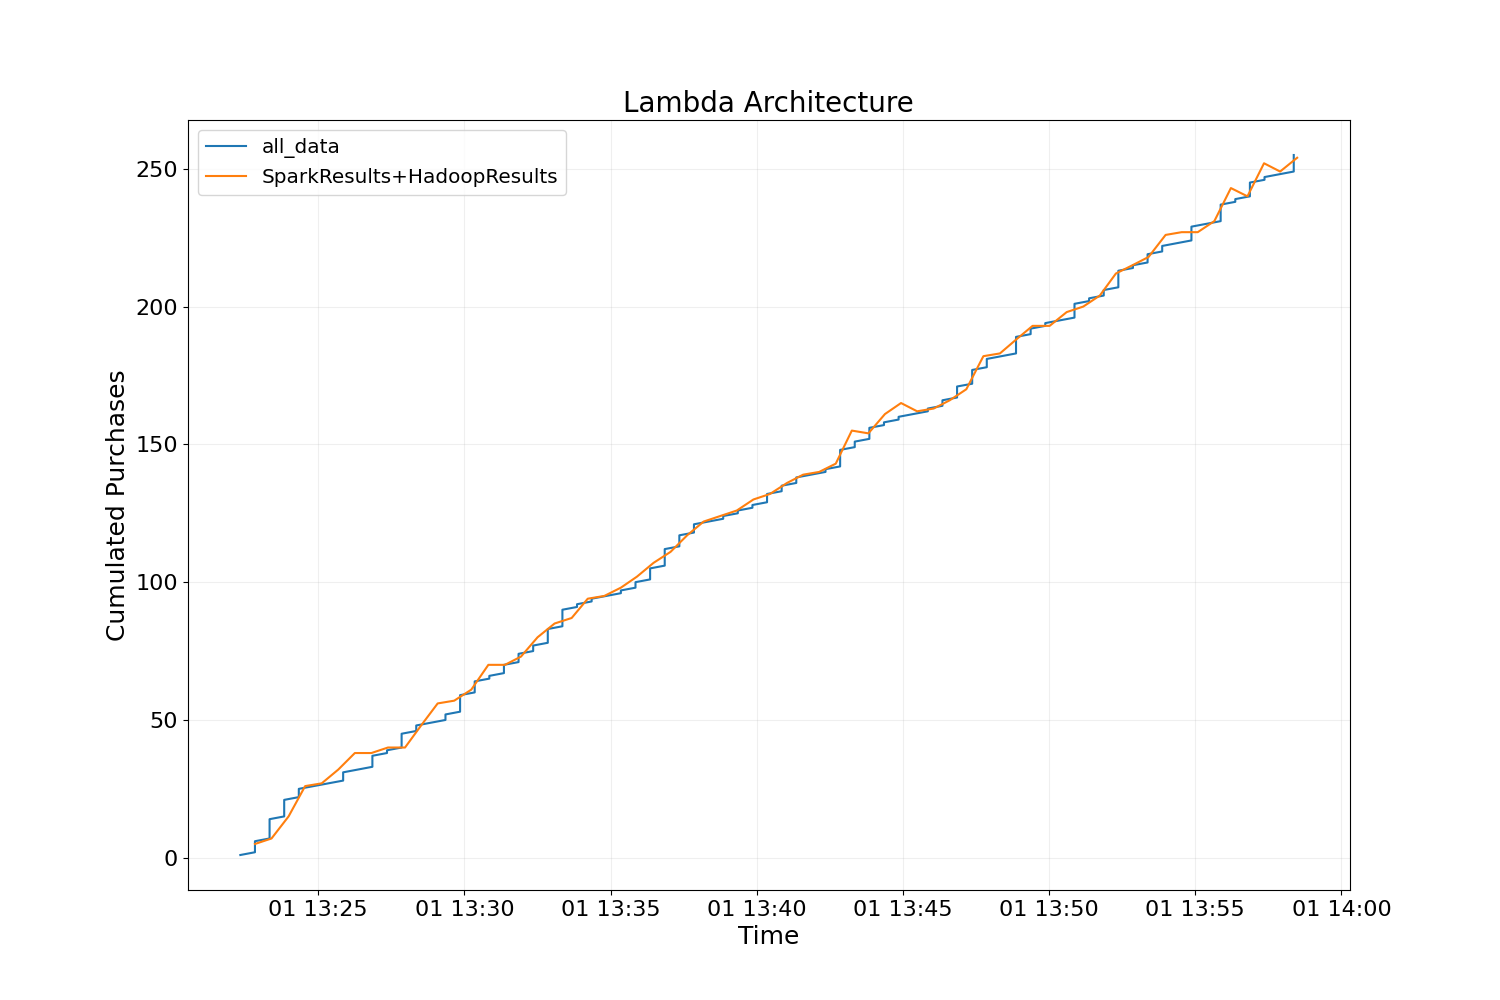 Lambda Architecture
all_data
SparkResults+HadoopResults
Cumulated Purchases
250
200
150
100
50
0
01 13:25 01 13:30 01 13:35 01 13:40 01 13:45 01 13:50 01 13:55 01 14:00
Time